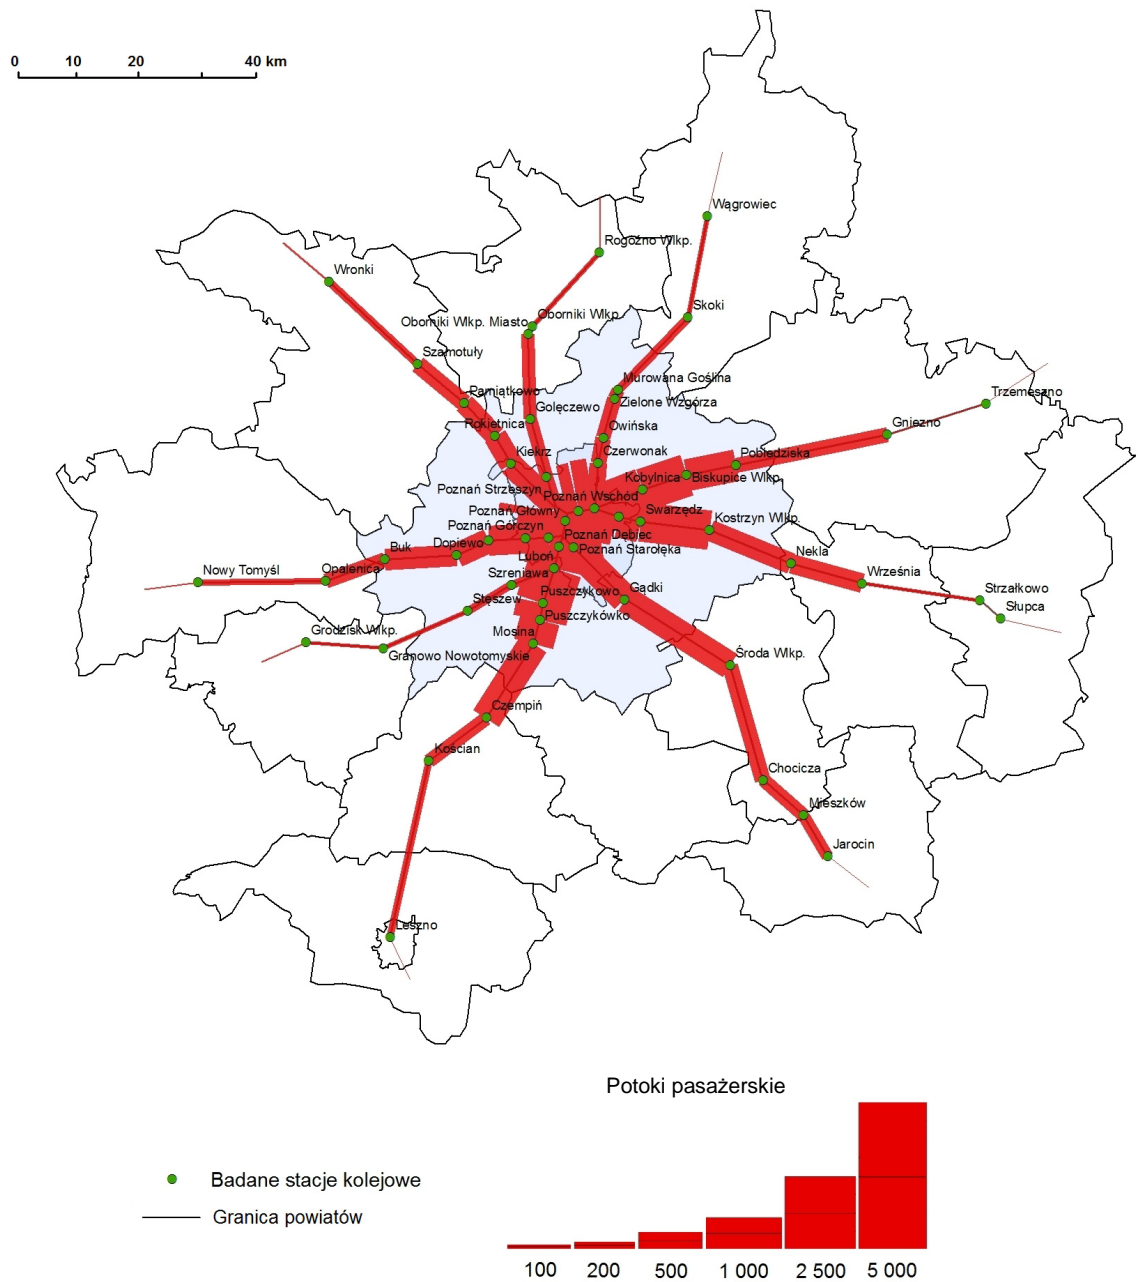 0 10 20 40 km
Wągrowiec
Rogoźno Wlkp.
Wronki
Skoki
Oborniki Wlkp.
Oborniki Wlkp. Miasto
Szamotuły
Murowana Goślina
Trzemeszno
Pamiątkowo
Zielone Wzgórza
Golęczewo
Rokietnica
Owińska
Gniezno
Kiekrz
Czerwonak
Pobiedziska
Kobylnica
Biskupice Wlkp.
Poznań Strzeszyn
Poznań Wschód
Poznań Główny
Swarzędz
Kostrzyn Wlkp.
Poznań Górczyn
Poznań Dębiec
Buk
Dopiewo
Luboń
Poznań Starołęka
Nekla
Nowy Tomyśl
Opalenica
Szreniawa
Września
Strzałkowo
Puszczykowo
Gądki
Stęszew
Słupca
Puszczykówko
Grodzisk Wlkp.
Mosina
Granowo Nowotomyskie
Środa Wlkp.
Czempiń
Kościan
Chocicza
Mieszków
Jarocin
Leszno
Potoki pasażerskie
Badane stacje kolejowe
Granica powiatów
100 200 500 1 000 2 500 5 000